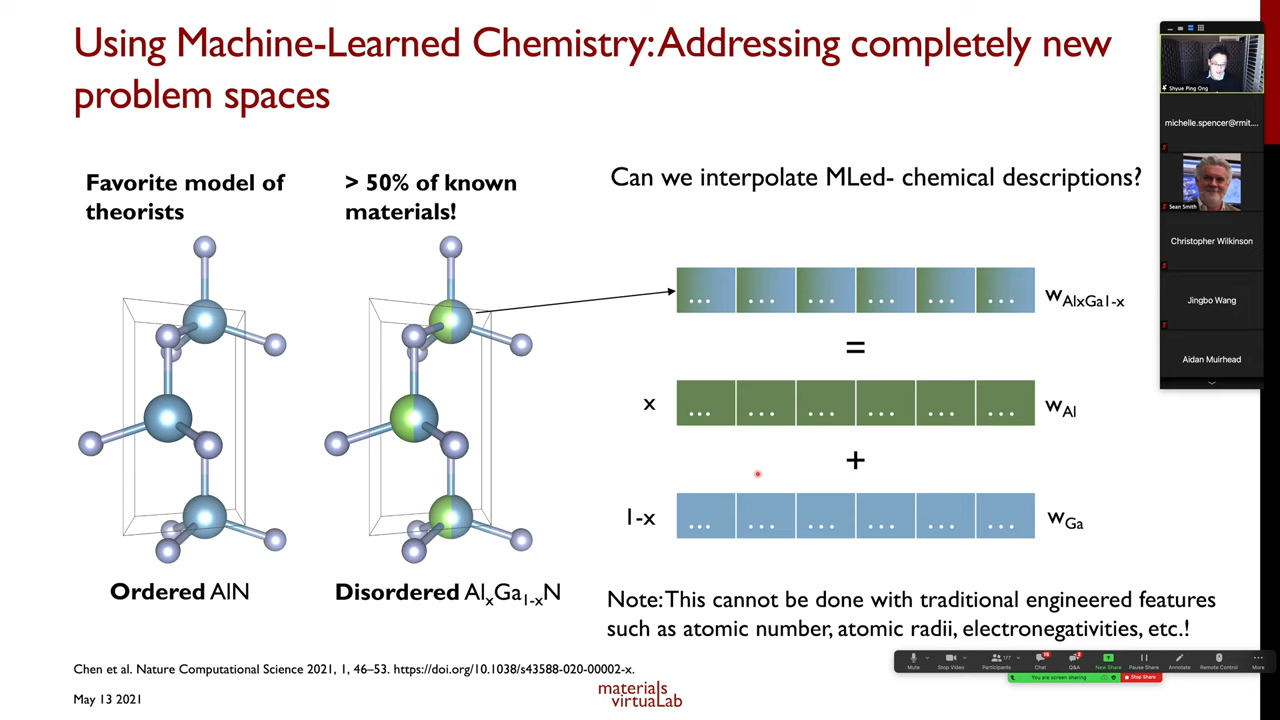 Using Machine-Learned Chemistry: Addressing completely new
problem spaces
Favorite model of
theorists
> 50% of known
materials!
Can we interpolate MLed- chemical descriptions?
... ... ... ... ... ...
wAlxGa1-x
=
x
... ... ... ... ... ...
wAl
+
1-x
... ... ... ... ... ...
wGa
Ordered AlN
Disordered AlxGa1-xN
Note: This cannot be done with traditional engineered features
such as atomic number, atomic radii, electronegativities, etc.!
Chen et al. Nature Computational Science 2021, 1, 46–53. https://doi.org/10.1038/s43588-020-00002-x.
May 13 2021
materials
virtuaLab
Shyue Ping Ong
michelle.spencer@rmit....
Sean Smith
Christopher Wilkinson
Jingbo Wang
Aidan Muirhead
Mute
Stop Video
Participants
Chat
Q&A
New Share
Pause Share
Annotate
Remote Control
More
You are screen sharing
Stop Share